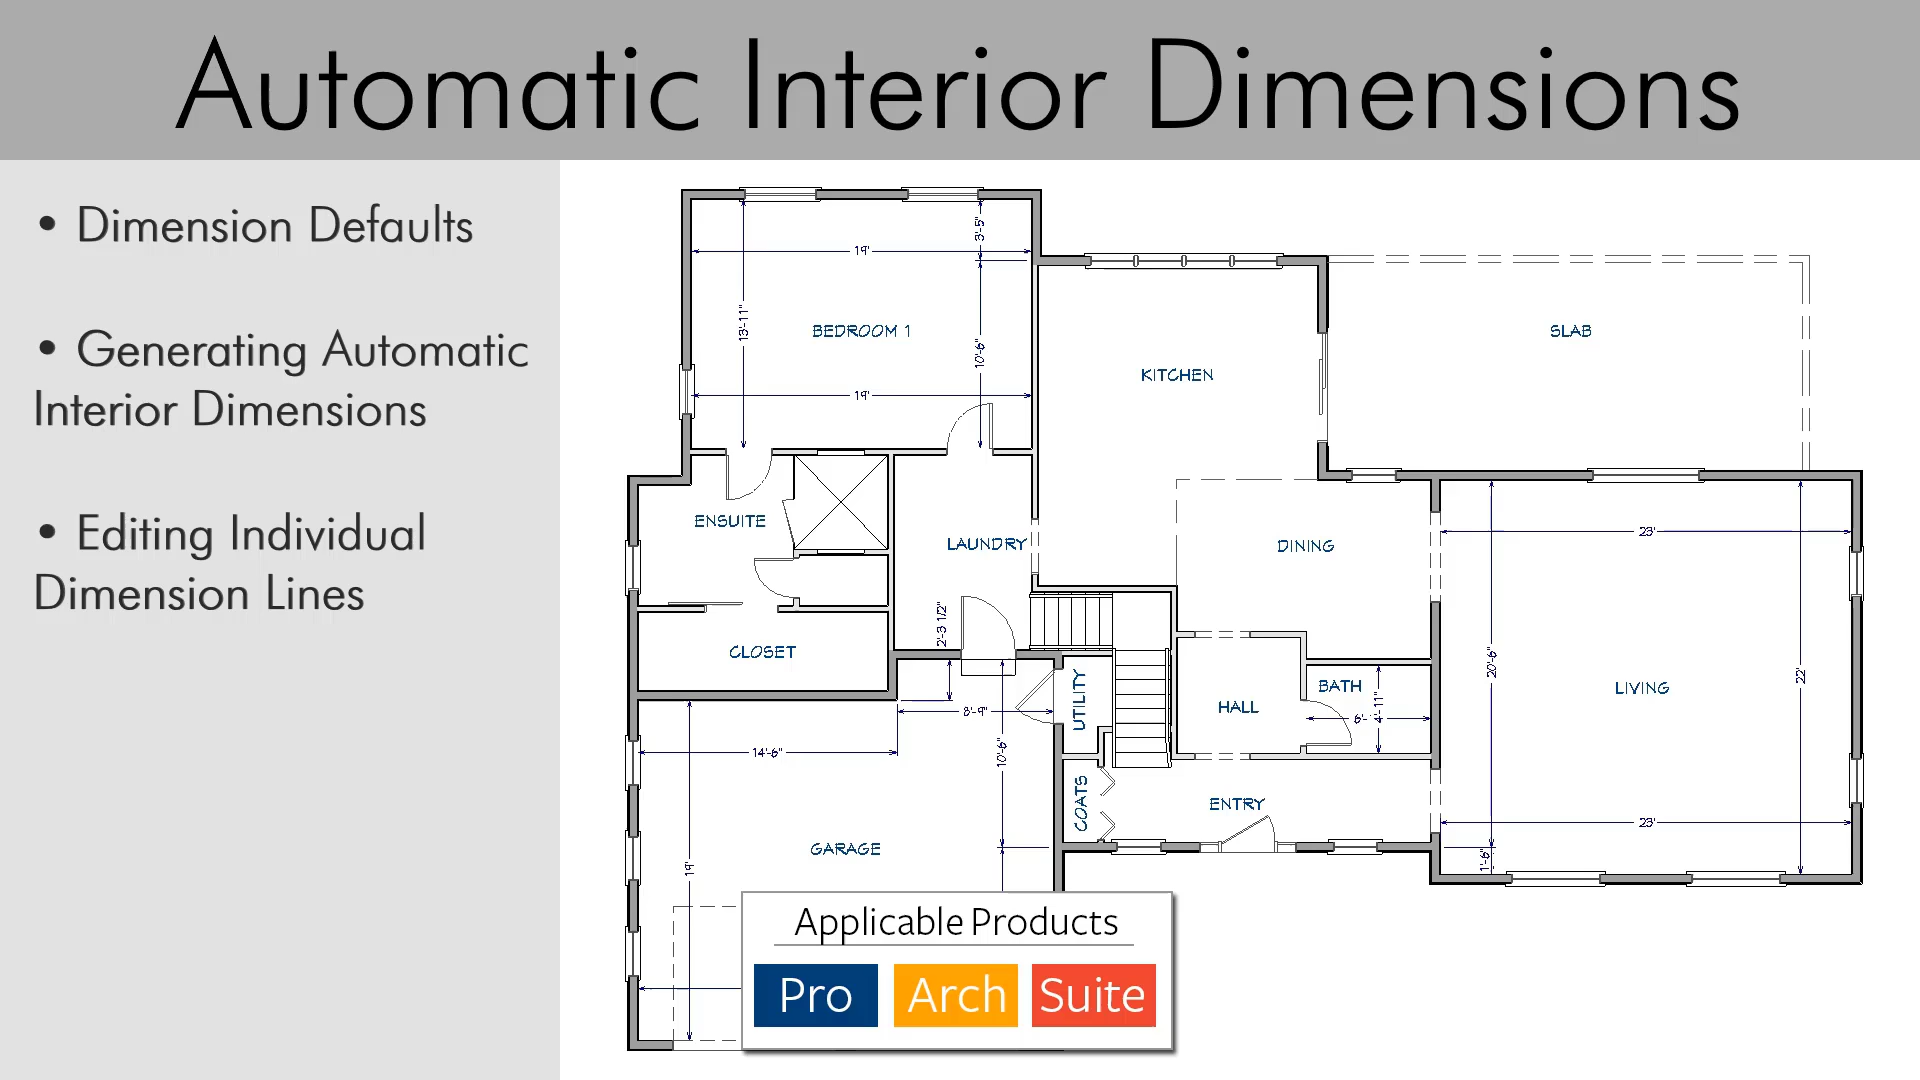 Automatic Interior Dimensions
• Dimension Defaults
• Generating Automatic
Interior Dimensions
• Editing Individual
Dimension Lines
3'-5"
19'
13'-11"
BEDROOM 1
10'-6"
19'
KITCHEN
SLAB
ENSUITE
LAUNDRY
DINING
23'
2'-3 1/2"
CLOSET
UTILITY
HALL
BATH
4'-11"
6'-
20'-6"
LIVING
22'
8'-9"
14'-6"
10'-6"
COATS
ENTRY
23'
1'-6"
GARAGE
19'
Applicable Products
Pro
Arch
Suite